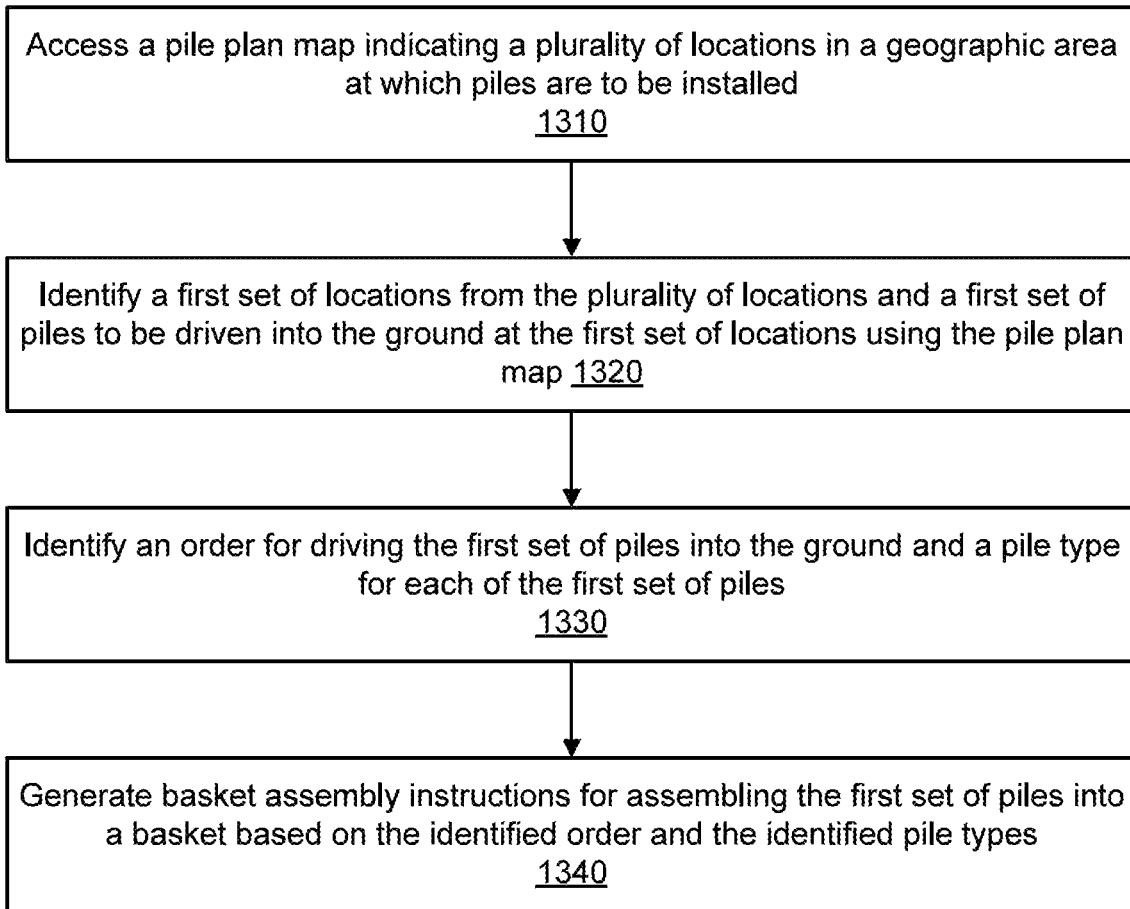 Access a pile plan map indicating a plurality of locations in a geographic area
at which piles are to be installed
1310
Identify a first set of locations from the plurality of locations and a first set of
piles to be driven into the ground at the first set of locations using the pile plan
map 1320
Identify an order for driving the first set of piles into the ground and a pile type
for each of the first set of piles
1330
Generate basket assembly instructions for assembling the first set of piles into
a basket based on the identified order and the identified pile types
1340